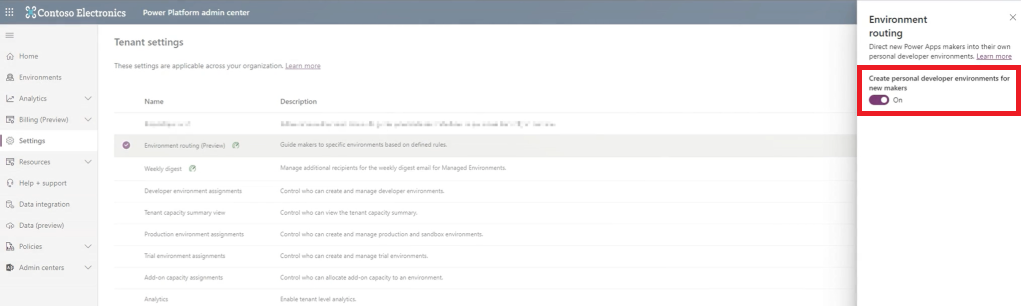 Contoso Electronics Power Platform admin center
Home
Environments
Analytics
Billing (Preview)
Settings
Resources
Help + support
Data integration
Data (preview)
Policies
Admin centers
Tenant settings
These settings are applicable across your organization. Learn more
Name Description
Environment routing (Preview) Guide makers to specific environments based on defined rules.
Weekly digest Manage additional recipients for the weekly digest email for Managed Environments.
Developer environment assignments Control who can create and manage developer environments.
Tenant capacity summary view Control who can view the tenant capacity summary.
Production environment assignments Control who can create and manage production and sandbox environments.
Trial environment assignments Control who can create and manage trial environments.
Add-on capacity assignments Control who can allocate add-on capacity to an environment.
Analytics Enable tenant level analytics.
Environment
routing
Direct new Power Apps makers into their own
personal developer environments. Learn more
Create personal developer environments for
new makers
On